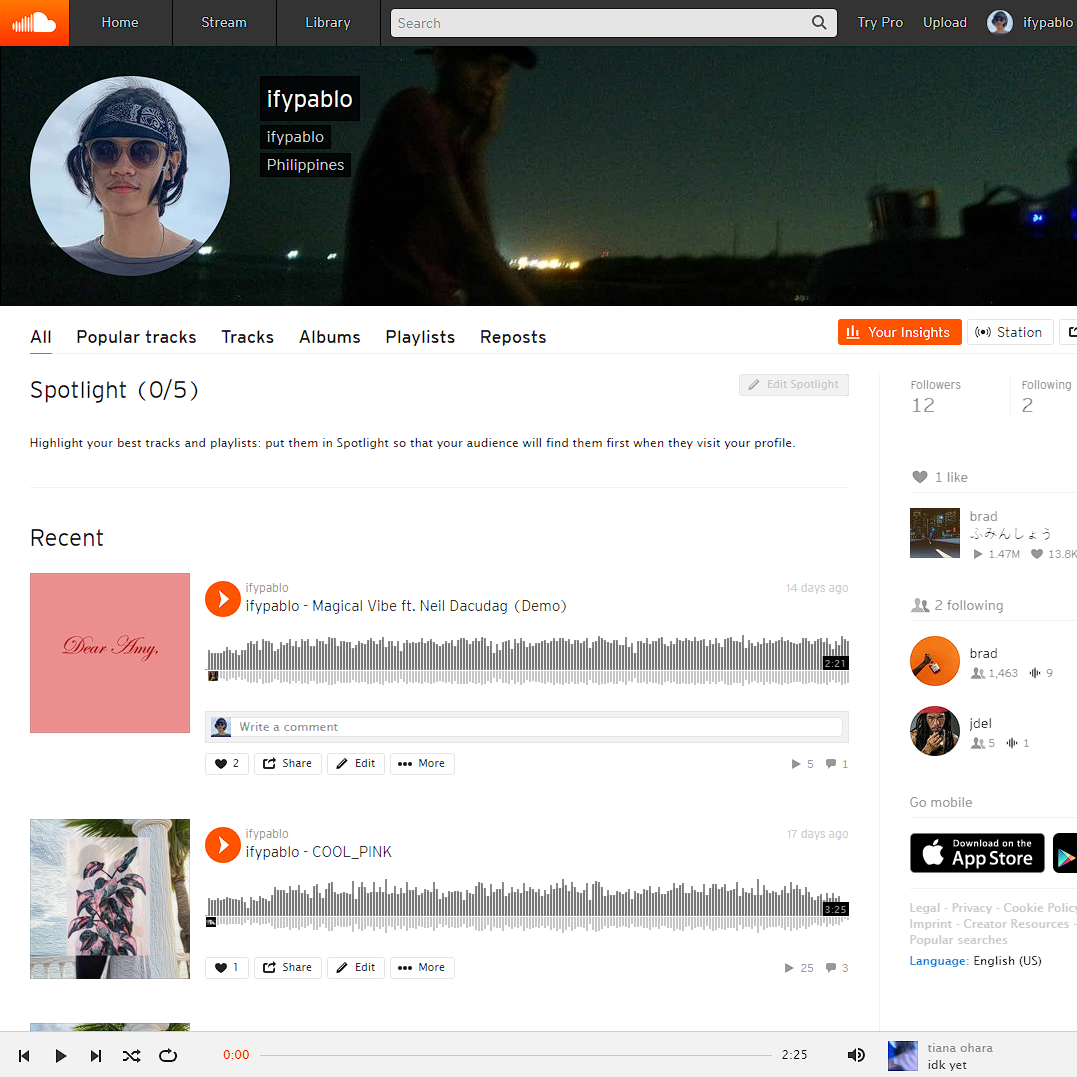 Home
Stream
Library
Search
Try Pro
Upload
ifypablo
ifypablo
ifypablo
Philippines
All
Popular tracks
Tracks
Albums
Playlists
Reposts
Your Insights
Station
Spotlight (0/5)
Edit Spotlight
Highlight your best tracks and playlists: put them in Spotlight so that your audience will find them first when they visit your profile.
Followers
12
Following
2
1 like
brad
ふみんしょう
1.47M
13.8K
2 following
brad
1,463
9
jdel
5
1
Go mobile
Download on the
App Store
Legal - Privacy - Cookie Policy
Imprint - Creator Resources -
Popular searches
Language: English (US)
Recent
Dear Amy,
ifypablo
14 days ago
ifypablo - Magical Vibe ft. Neil Dacudag (Demo)
2:21
Write a comment
2
Share
Edit
More
5
1
ifypablo
17 days ago
ifypablo - COOL_PINK
3:25
1
Share
Edit
More
25
3
0:00
2:25
tiana ohara
idk yet